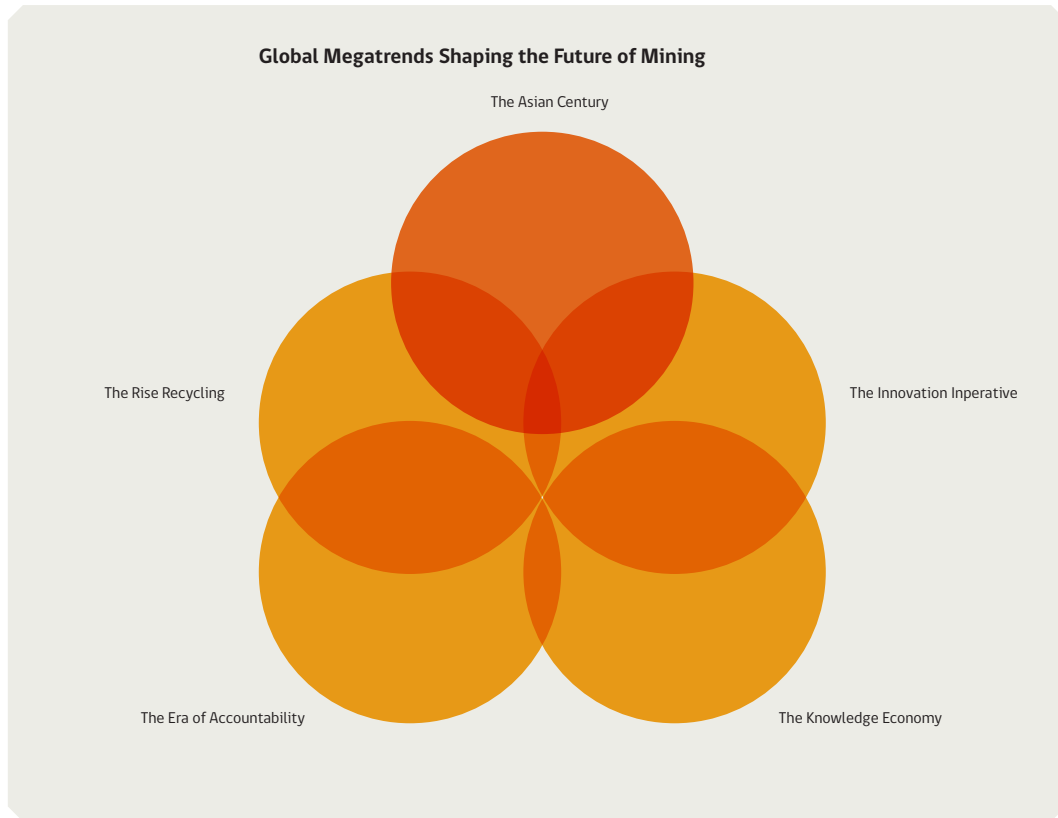 Global Megatrends Shaping the Future of Mining
The Asian Century
The Rise Recycling
The Innovation Inperative
The Era of Accountability
The Knowledge Economy